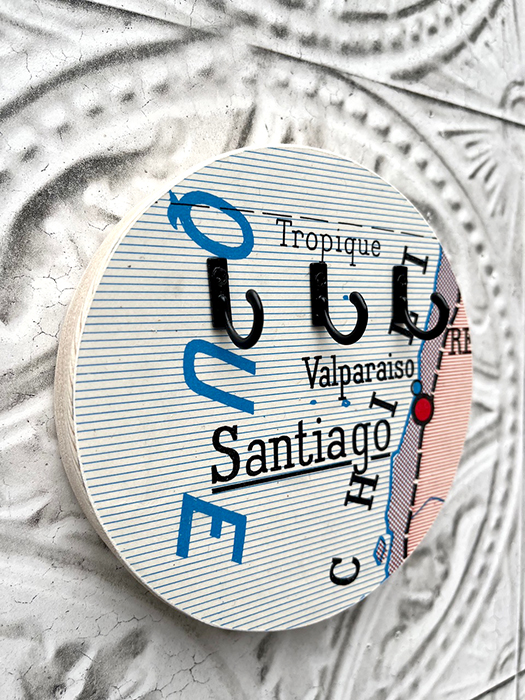 QUE
Tropique
Valparaiso
Santiago
CHILI